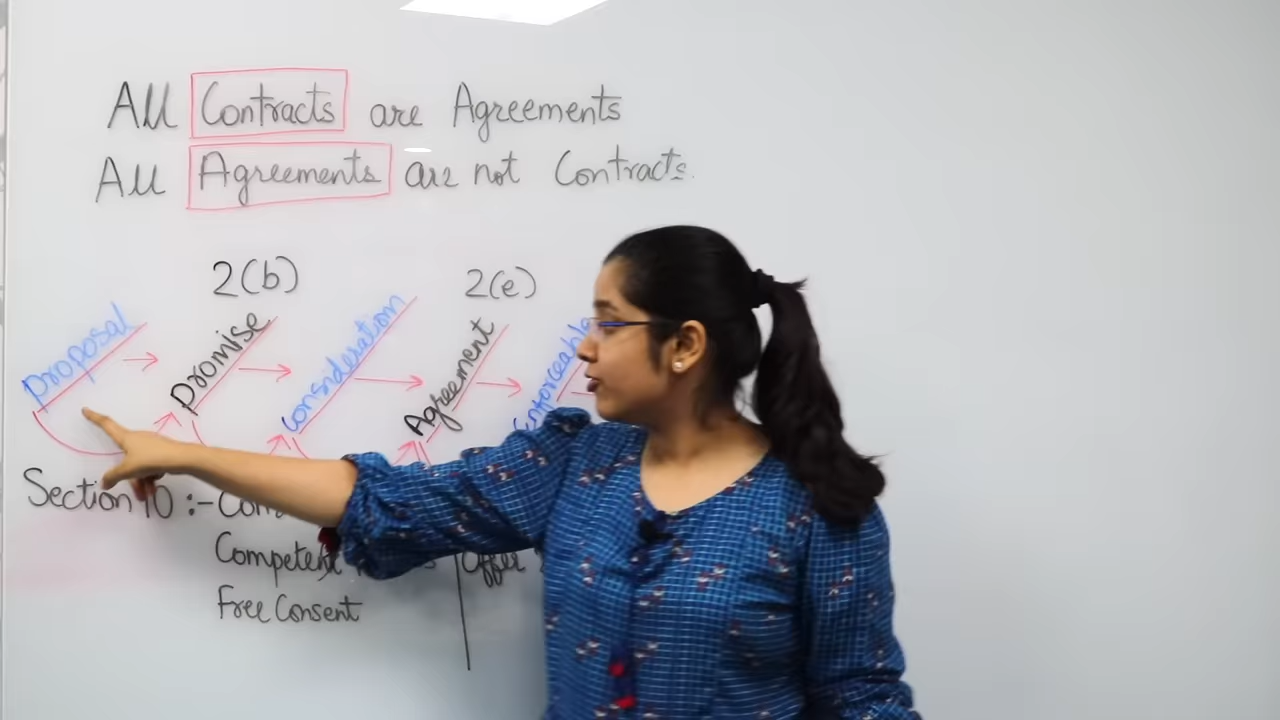 All Contracts are Agreements
All Agreements are not Contracts.
2(b) 2(e)
Proposal → Promise → Consideration → Agreement → Enforceable
Section 10 :-
Competent
Offer
Free Consent